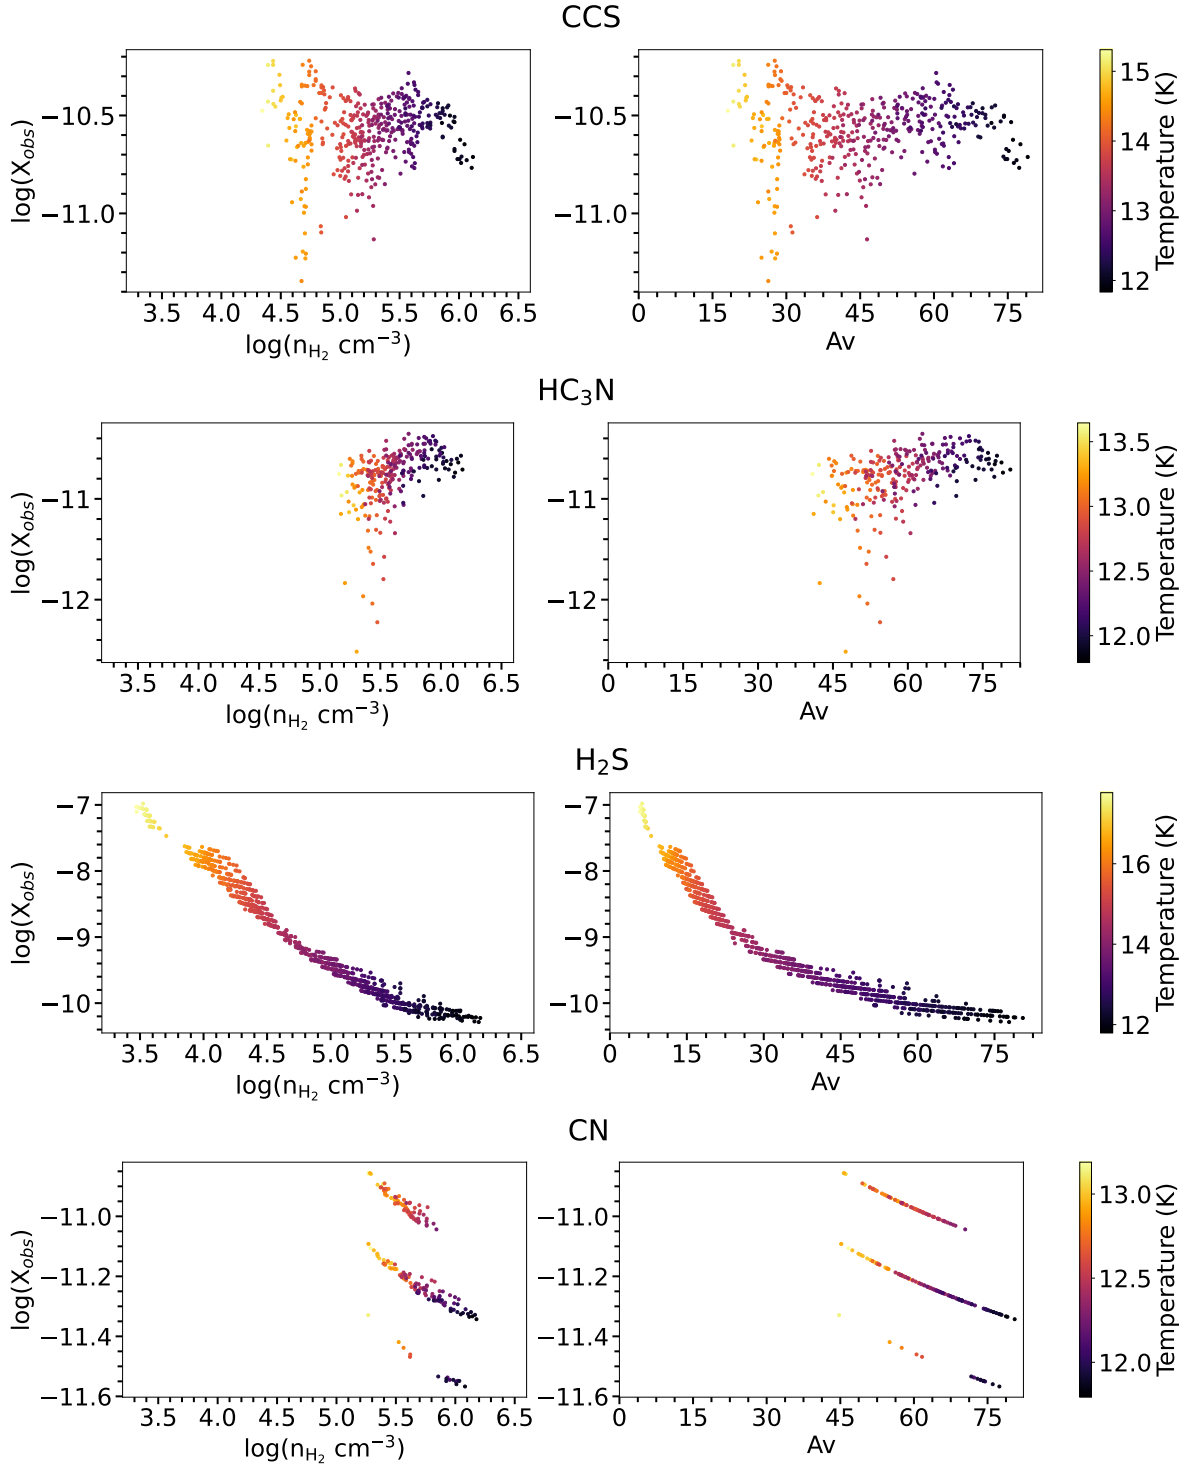 CCS
log(X_obs)
−10.5
−11.0
3.5 4.0 4.5 5.0 5.5 6.0 6.5
log(n_H₂ cm⁻³)
0 15 30 45 60 75
Av
15
14
13
12
Temperature (K)
HC₃N
log(X_obs)
−11
−12
3.5 4.0 4.5 5.0 5.5 6.0 6.5
log(n_H₂ cm⁻³)
−11
−12
0 15 30 45 60 75
Av
13.5
13.0
12.5
12.0
Temperature (K)
H₂S
log(X_obs)
−7
−8
−9
−10
3.5 4.0 4.5 5.0 5.5 6.0 6.5
log(n_H₂ cm⁻³)
−7
−8
−9
−10
0 15 30 45 60 75
Av
16
14
12
Temperature (K)
CN
log(X_obs)
−11.0
−11.2
−11.4
−11.6
3.5 4.0 4.5 5.0 5.5 6.0 6.5
log(n_H₂ cm⁻³)
−11.0
−11.2
−11.4
−11.6
0 15 30 45 60 75
Av
13.0
12.5
12.0
Temperature (K)